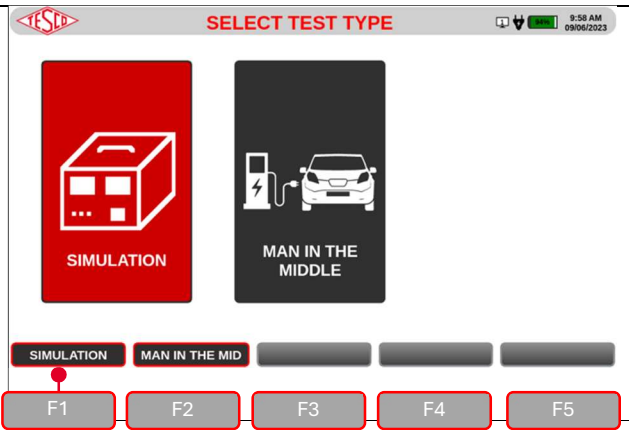 TESCO
SELECT TEST TYPE
1
94%
9:58 AM
09/06/2023
SIMULATION
MAN IN THE
MIDDLE
SIMULATION
MAN IN THE MID
F1
F2
F3
F4
F5